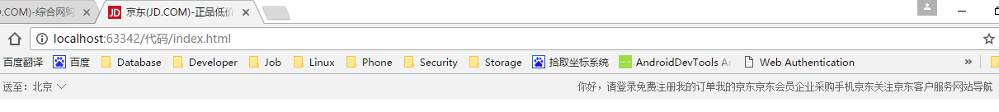 D.COM)-综合网购 JD 京东(JD.COM)-正品低价
localhost:63342/代码/index.html
百度翻译 百度 Database Developer Job Linux Phone Security Storage 拾取坐标系统 AndroidDevTools Ar Web Authentication »
送至：北京 你好，请登录免费注册我的订单我的京东京东会员企业采购手机京东关注京东客户服务网站导航